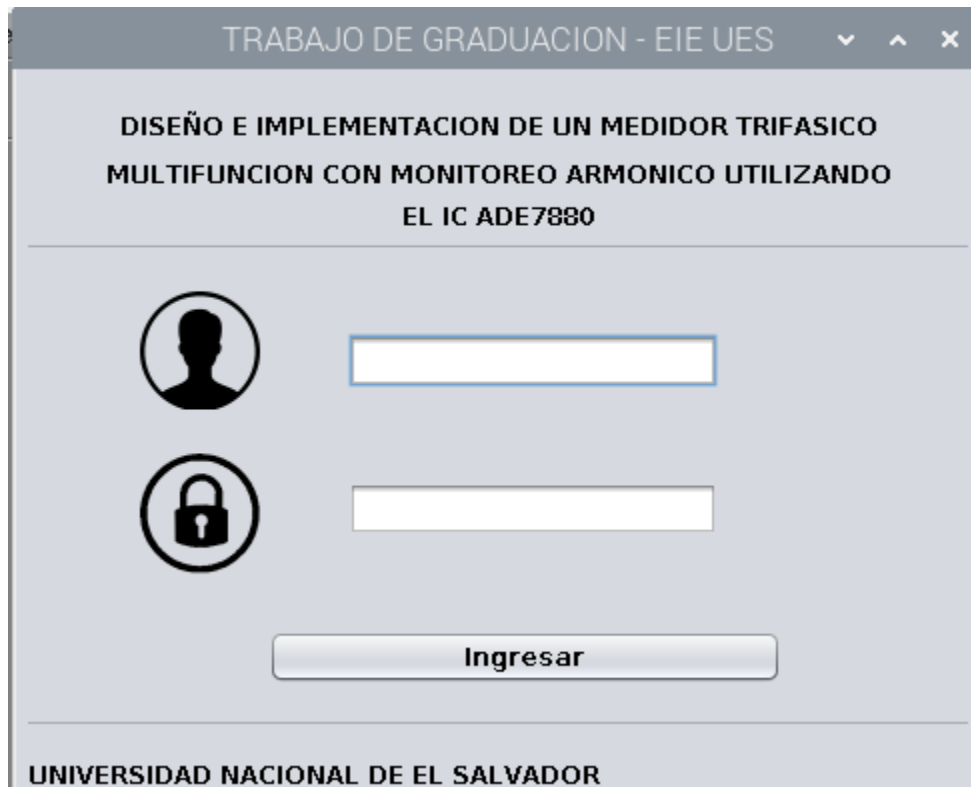 TRABAJO DE GRADUACION - EIE UES
DISEÑO E IMPLEMENTACION DE UN MEDIDOR TRIFASICO
MULTIFUNCION CON MONITOREO ARMONICO UTILIZANDO
EL IC ADE7880
Ingresar
UNIVERSIDAD NACIONAL DE EL SALVADOR